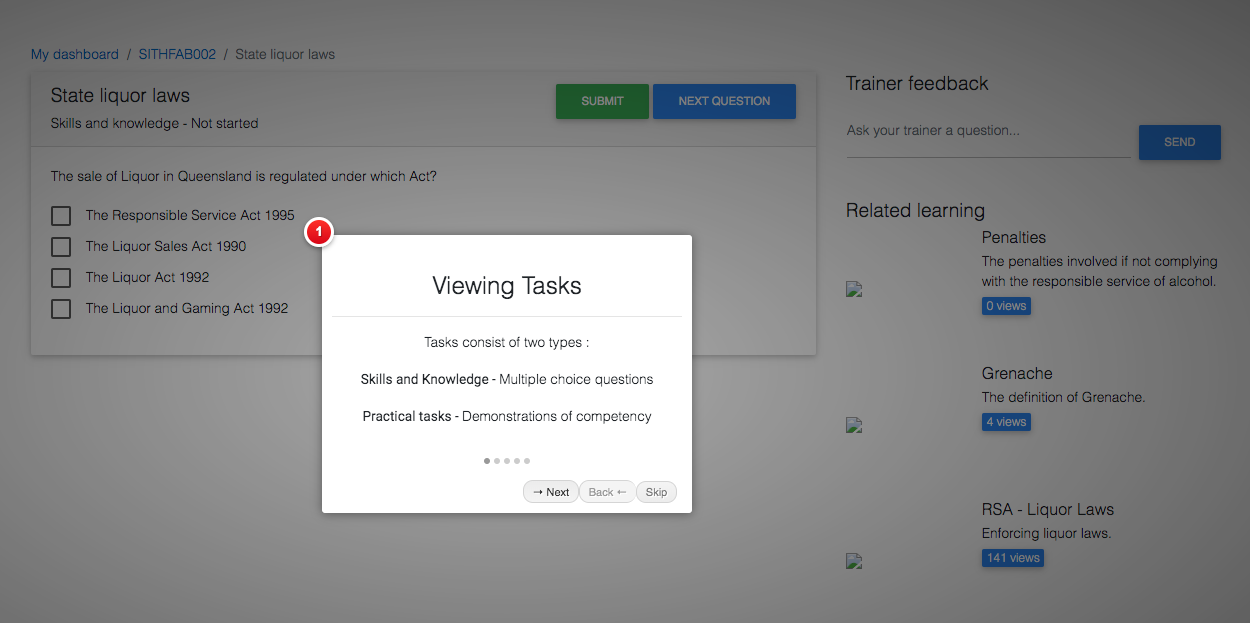 My dashboard / SITHFAB002 / State liquor laws
State liquor laws
Skills and knowledge - Not started
SUBMIT
NEXT QUESTION
The sale of Liquor in Queensland is regulated under which Act?
The Responsible Service Act 1995
The Liquor Sales Act 1990
The Liquor Act 1992
The Liquor and Gaming Act 1992
1
Viewing Tasks
Tasks consist of two types :
Skills and Knowledge - Multiple choice questions
Practical tasks - Demonstrations of competency
→ Next
Back ←
Skip
Trainer feedback
Ask your trainer a question...
SEND
Related learning
Penalties
The penalties involved if not complying
with the responsible service of alcohol.
0 views
Grenache
The definition of Grenache.
4 views
RSA - Liquor Laws
Enforcing liquor laws.
141 views